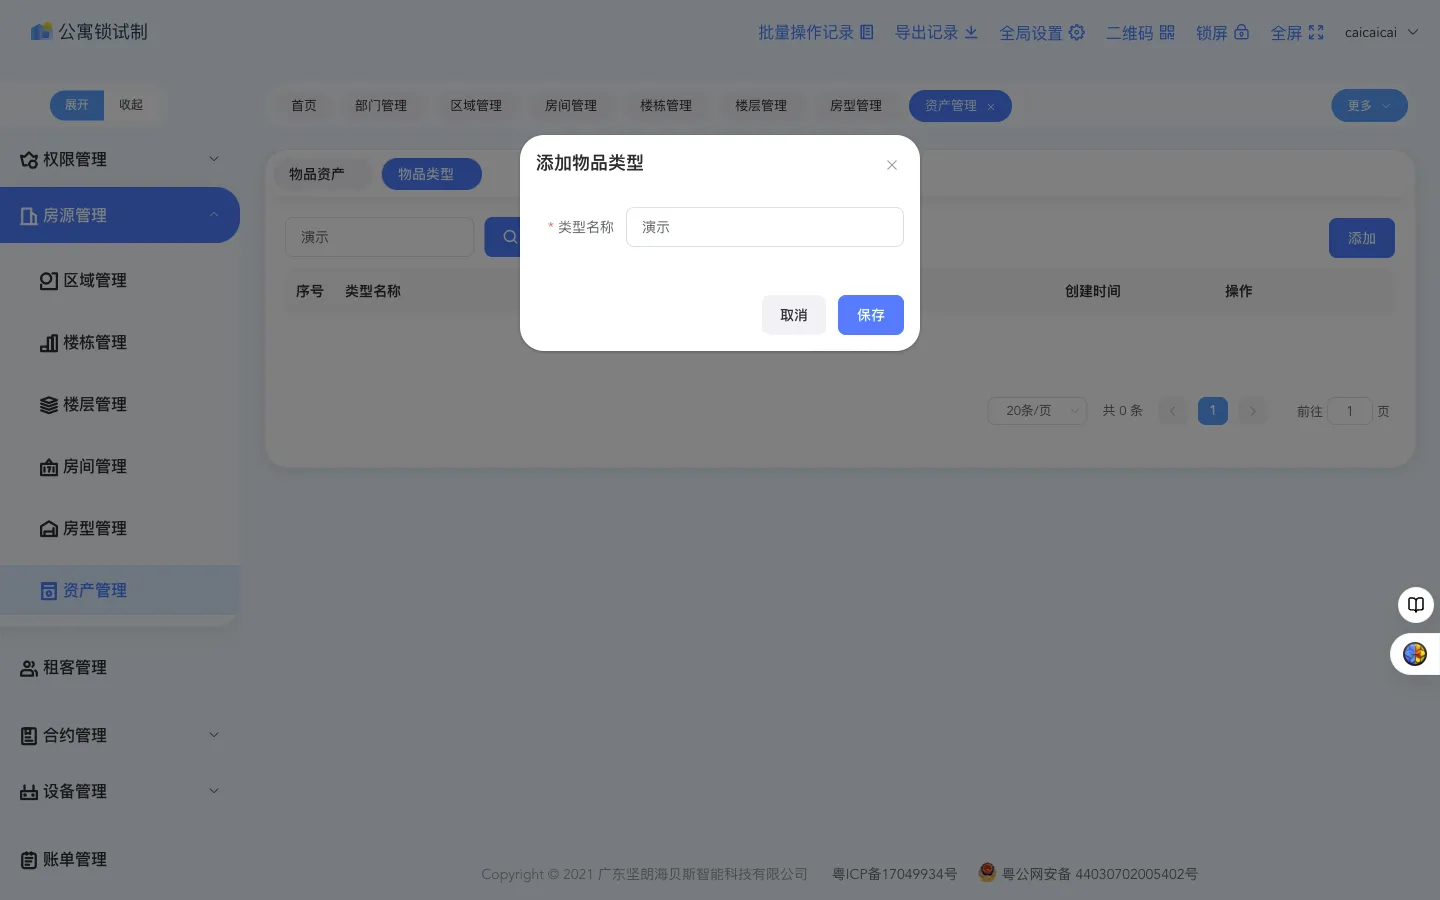 公寓锁试制
批量操作记录 导出记录 全局设置 二维码 锁屏 全屏 caicaicai
展开 收起
首页 部门管理 区域管理 房间管理 楼栋管理 楼层管理 房型管理 资产管理 更多
权限管理
房源管理
区域管理
楼栋管理
楼层管理
房间管理
房型管理
资产管理
租客管理
合约管理
设备管理
账单管理
物品资产 物品类型
演示
添加
序号 类型名称 创建时间 操作
添加物品类型
* 类型名称 演示
取消 保存
20条/页 共 0 条 1 前往 1 页
Copyright © 2021 广东坚朗海贝斯智能科技有限公司 粤ICP备17049934号 粤公网安备 44030702005402号